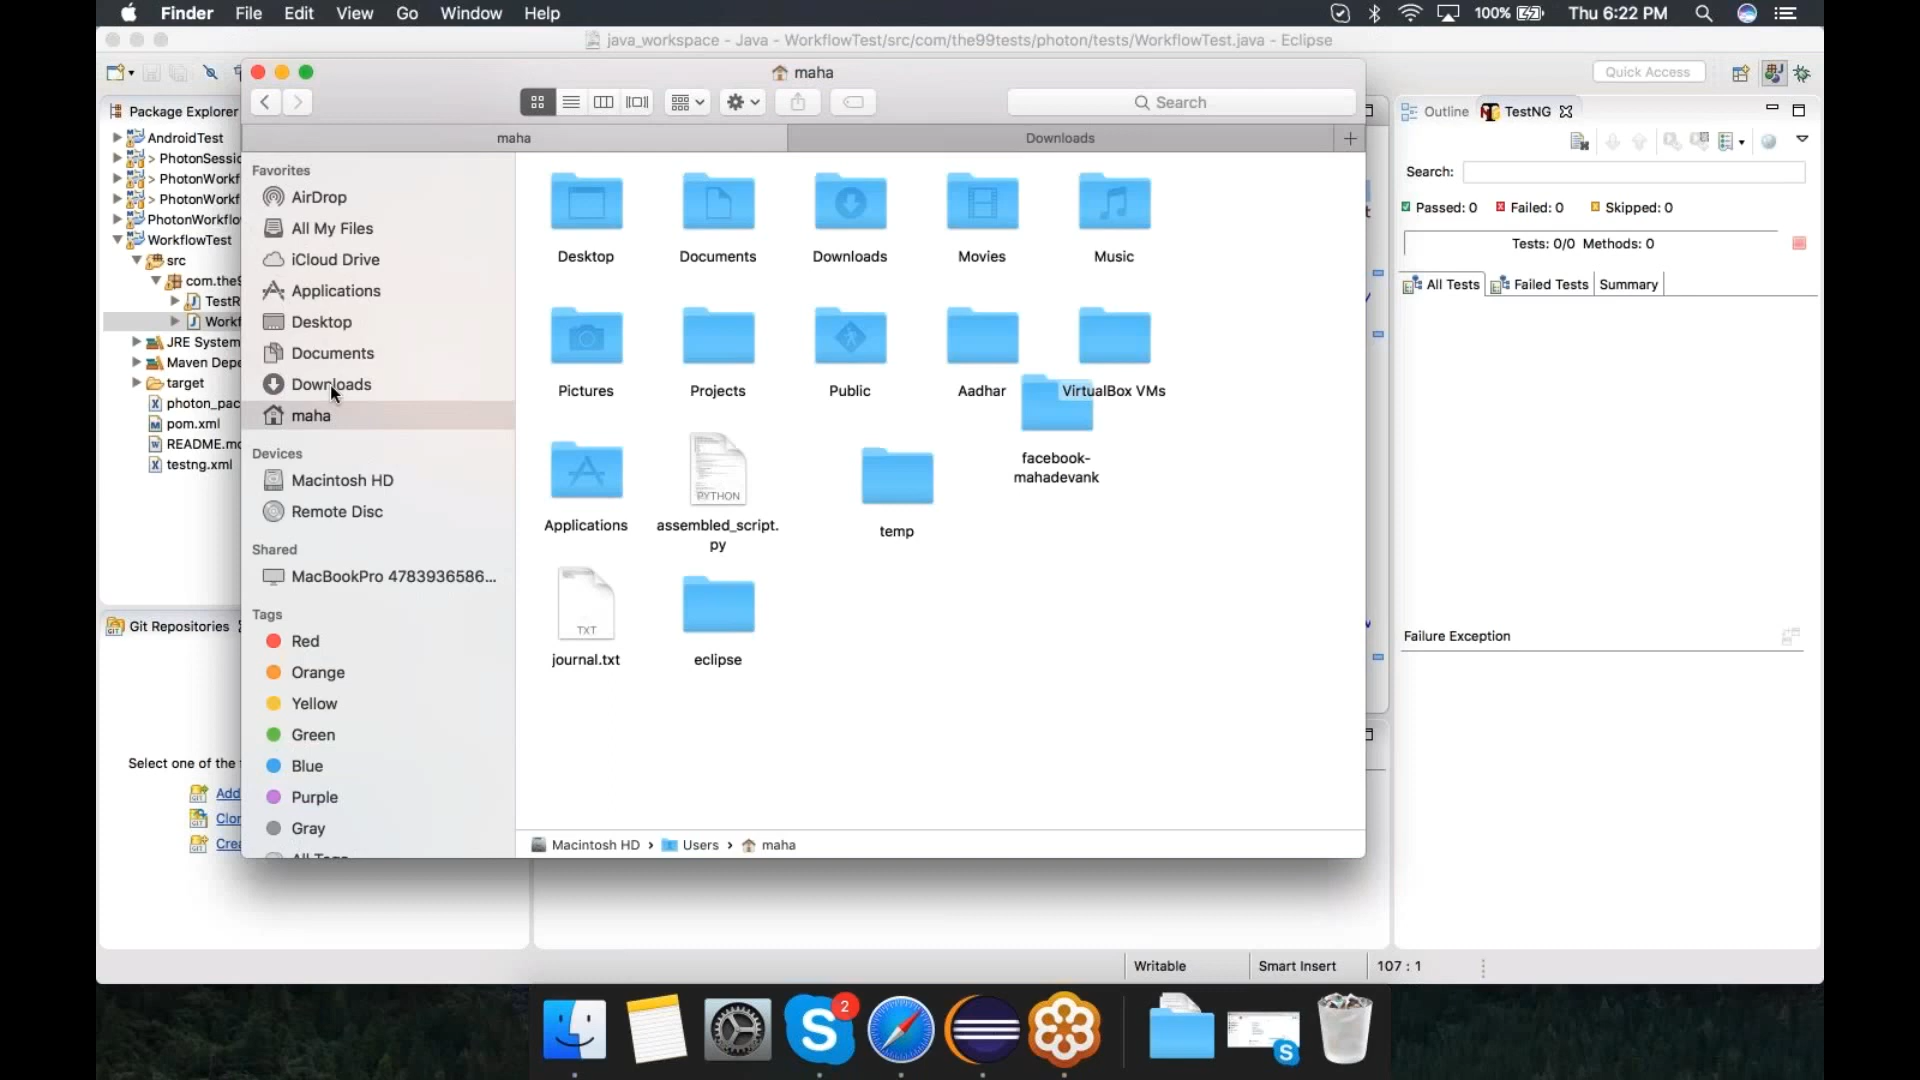 Finder File Edit View Go Window Help 100% Thu 6:22 PM
java_workspace - Java - WorkflowTest/src/com/the99tests/photon/tests/WorkflowTest.java - Eclipse
Quick Access
maha
Search
maha
Downloads
Package Explorer
AndroidTest
> PhotonSessio
> PhotonWorkf
> PhotonWorkf
PhotonWorkflo
WorkflowTest
src
com.the9
TestR
Workf
JRE System
Maven Depe
target
photon_pac
pom.xml
README.md
testng.xml
Git Repositories
Select one of the
Add
Clor
Crea
Favorites
AirDrop
All My Files
iCloud Drive
Applications
Desktop
Documents
Downloads
maha
Devices
Macintosh HD
Remote Disc
Shared
MacBookPro 4783936586...
Tags
Red
Orange
Yellow
Green
Blue
Purple
Gray
All Tags
Desktop
Documents
Downloads
Movies
Music
Pictures
Projects
Public
Aadhar
VirtualBox VMs
facebook-
mahadevank
Applications
PYTHON
assembled_script.
py
temp
TXT
journal.txt
eclipse
Macintosh HD › Users › maha
Outline TestNG
Search:
Passed: 0 Failed: 0 Skipped: 0
Tests: 0/0 Methods: 0
All Tests Failed Tests Summary
Failure Exception
Writable Smart Insert 107 : 1
2